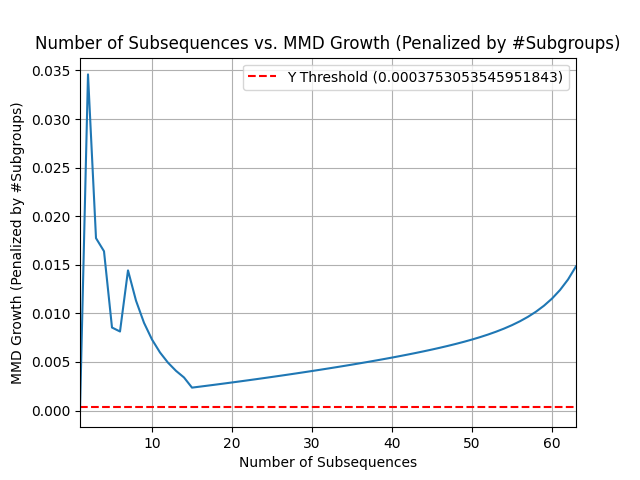 Number of Subsequences vs. MMD Growth (Penalized by #Subgroups)
Y Threshold (0.0003753053545951843)
MMD Growth (Penalized by #Subgroups)
0.035
0.030
0.025
0.020
0.015
0.010
0.005
0.000
10 20 30 40 50 60
Number of Subsequences